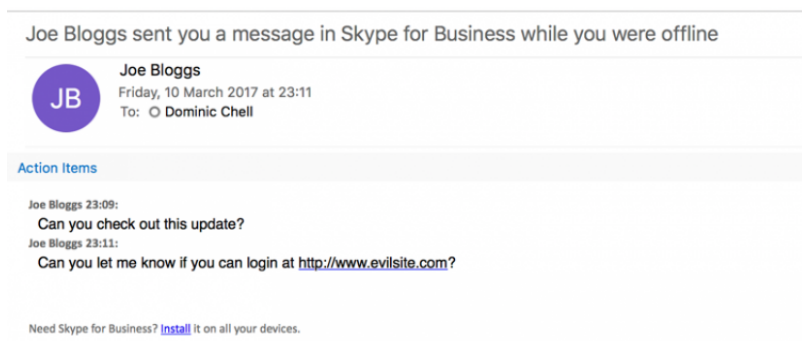 Joe Bloggs sent you a message in Skype for Business while you were offline
JB
Joe Bloggs
Friday, 10 March 2017 at 23:11
To: Dominic Chell
Action Items
Joe Bloggs 23:09:
Can you check out this update?
Joe Bloggs 23:11:
Can you let me know if you can login at http://www.evilsite.com?
Need Skype for Business? Install it on all your devices.